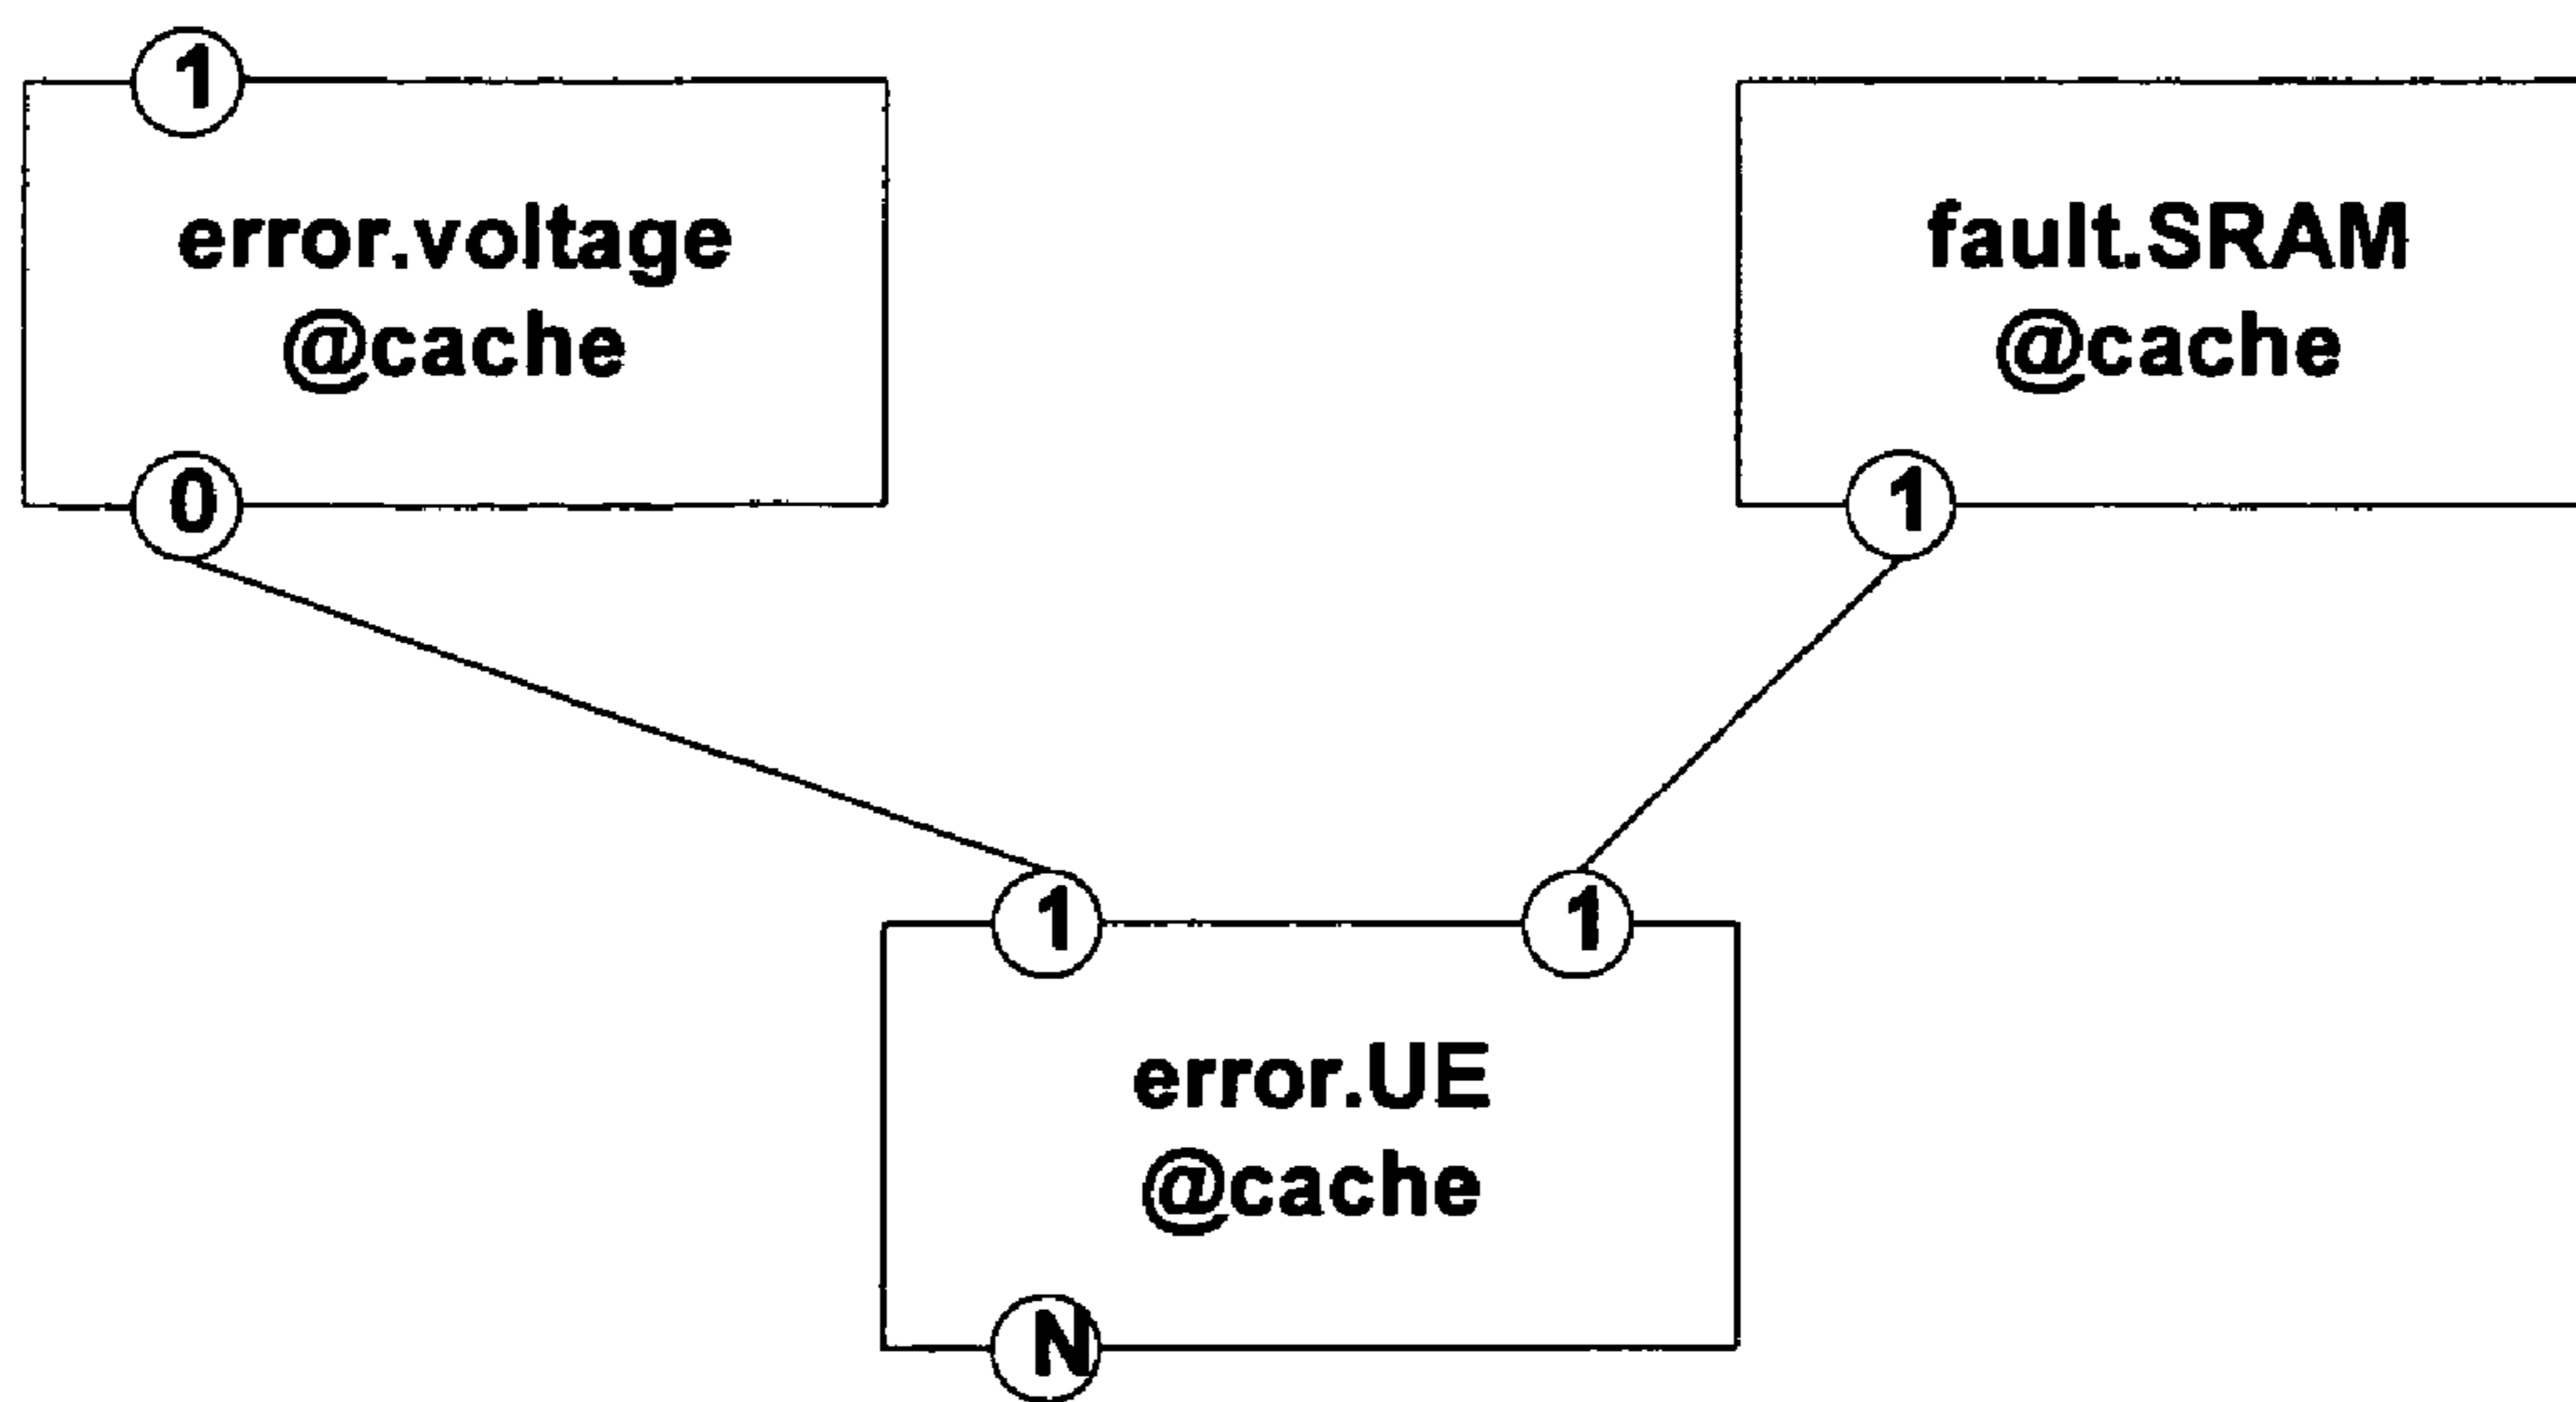 1
error.voltage
@cache
0
fault.SRAM
@cache
1
1
1
error.UE
@cache
N